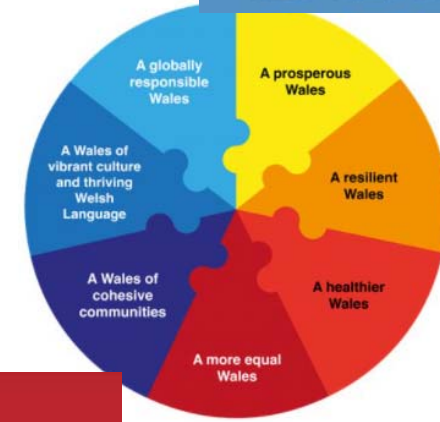 A prosperous
Wales
A resilient
Wales
A healthier
Wales
A more equal
Wales
A Wales of
cohesive
communities
A Wales of
vibrant culture
and thriving
Welsh
Language
A globally
responsible
Wales